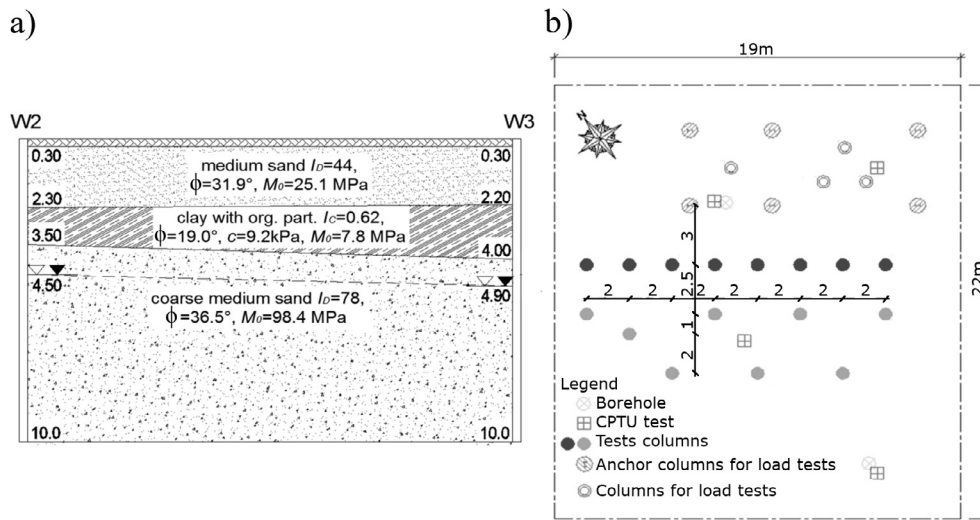 a)
b)
19m
W2
W3
0.30
0.30
medium sand I_D=44,
ϕ=31.9°, M₀=25.1 MPa
2.30
2.20
clay with org. part. I_C=0.62,
ϕ=19.0°, c=9.2kPa, M₀=7.8 MPa
3.50
4.00
4,50
4.90
coarse medium sand I_D=78,
ϕ=36.5°, M₀=98.4 MPa
10.0
10.0
N
3
2.5
2
2
2
2
2
2
2
1
2
22m
Legend
Borehole
CPTU test
Tests columns
Anchor columns for load tests
Columns for load tests